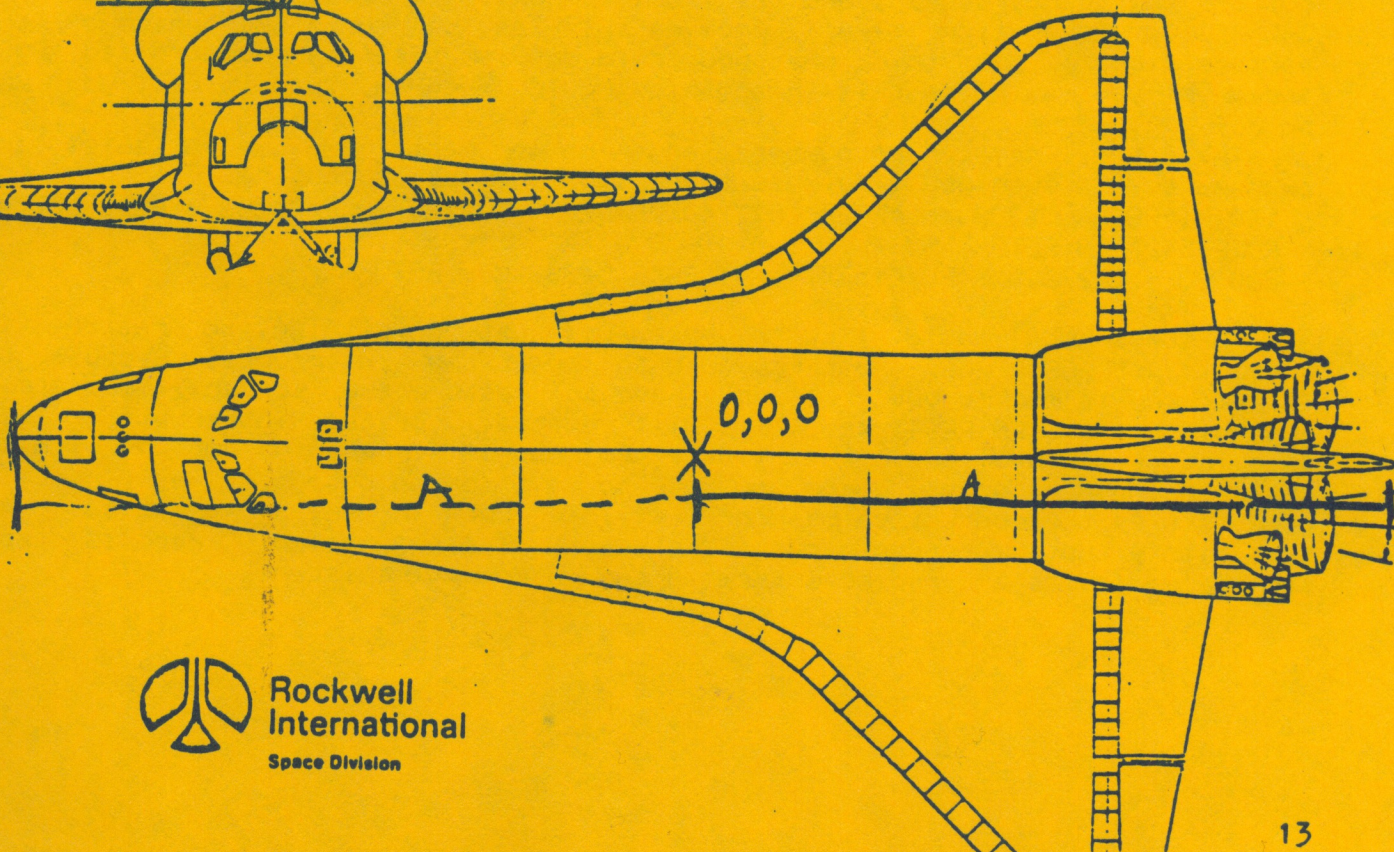 0,0,0
A A
Rockwell
International
Space Division
13